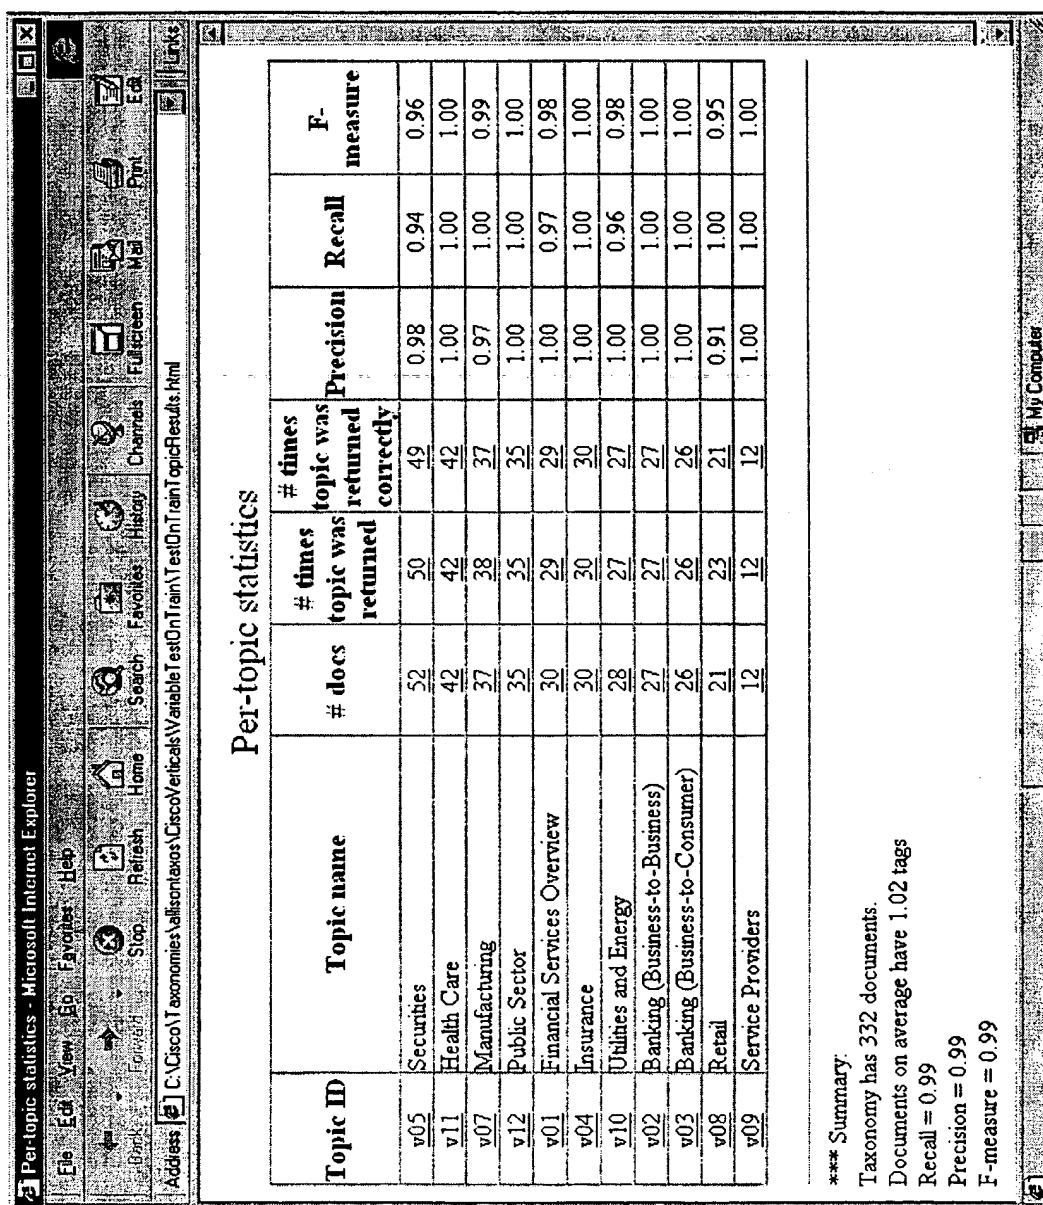 Per-topic statistics - Microsoft Internet Explorer
File Edit View Go Favorites Help
Back Forward Stop Refresh Home Search Favorites History Channels Fullscreen Mail Print Edit
Address C:\Cisco\Taxonomies\allisontaxos\CiscoVerticals\VariableTestOnTrain\TestOnTrainTopicResults.html Links
Per-topic statistics
Topic ID Topic name # docs # times topic was returned # times topic was returned correctly Precision Recall F-measure
v05 Securities 52 50 49 0.98 0.94 0.96
v11 Health Care 42 42 42 1.00 1.00 1.00
v07 Manufacturing 37 38 37 0.97 1.00 0.99
v12 Public Sector 35 35 35 1.00 1.00 1.00
v01 Financial Services Overview 30 29 29 1.00 0.97 0.98
v04 Insurance 30 30 30 1.00 1.00 1.00
v10 Utilities and Energy 28 27 27 1.00 0.96 0.98
v02 Banking (Business-to-Business) 27 27 27 1.00 1.00 1.00
v03 Banking (Business-to-Consumer) 26 26 26 1.00 1.00 1.00
v08 Retail 21 23 21 0.91 1.00 0.95
v09 Service Providers 12 12 12 1.00 1.00 1.00
*** Summary:
Taxonomy has 332 documents.
Documents on average have 1.02 tags
Recall = 0.99
Precision = 0.99
F-measure = 0.99
My Computer